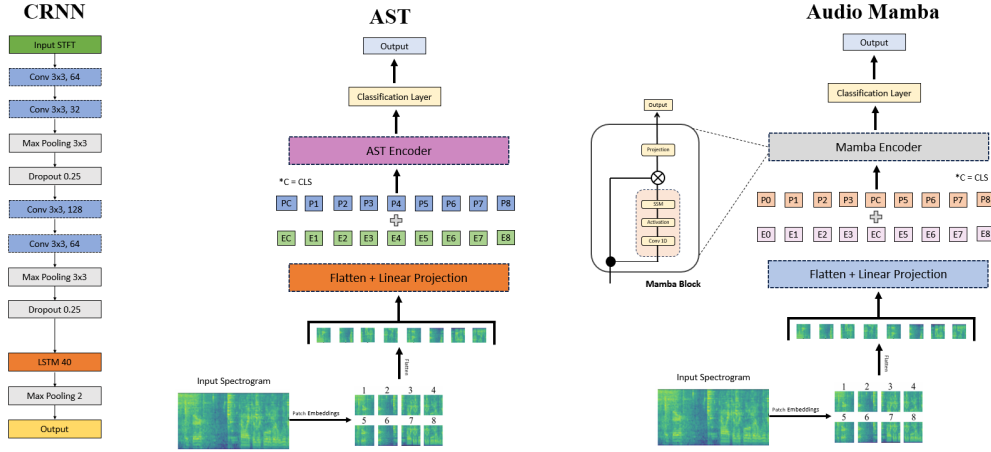 CRNN
Input STFT
Conv 3x3, 64
Conv 3x3, 32
Max Pooling 3x3
Dropout 0.25
Conv 3x3, 128
Conv 3x3, 64
Max Pooling 3x3
Dropout 0.25
LSTM 40
Max Pooling 2
Output
AST
Output
Classification Layer
AST Encoder
*C = CLS
PC P1 P2 P3 P4 P5 P6 P7 P8
EC E1 E2 E3 E4 E5 E6 E7 E8
Flatten + Linear Projection
Flatten
Input Spectrogram
Patch Embeddings
1 2 3 4
5 6 7 8
Audio Mamba
Output
Classification Layer
Mamba Encoder
*C = CLS
P0 P1 P2 P3 PC P5 P6 P7 P8
E0 E1 E2 E3 EC E5 E6 E7 E8
Flatten + Linear Projection
Output
Projection
SSM
Activation
Conv 1D
Mamba Block
Flatten
Input Spectrogram
Patch Embeddings
1 2 3 4
5 6 7 8